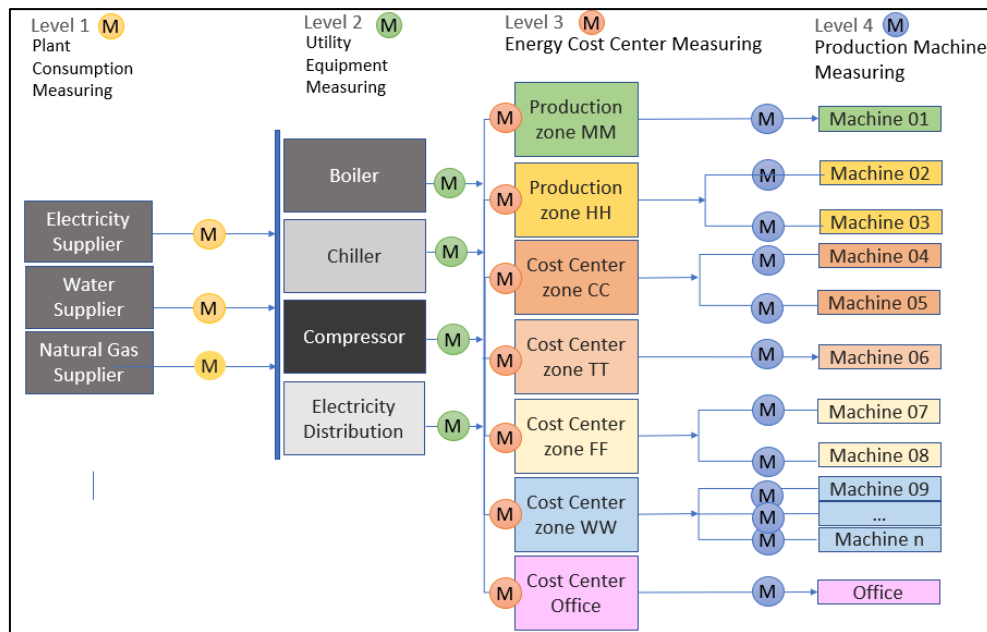 Level 1 M
Plant
Consumption
Measuring
Level 2 M
Utility
Equipment
Measuring
Level 3 M
Energy Cost Center Measuring
Level 4 M
Production Machine
Measuring
Electricity
Supplier
M
Water
Supplier
M
Natural Gas
Supplier
M
Boiler
M
Chiller
M
Compressor
M
Electricity
Distribution
M
M
Production
zone MM
M
Machine 01
M
Production
zone HH
M
Machine 02
M
Machine 03
M
Cost Center
zone CC
M
Machine 04
M
Machine 05
M
Cost Center
zone TT
M
Machine 06
M
Cost Center
zone FF
M
Machine 07
M
Machine 08
M
Cost Center
zone WW
M
Machine 09
M
...
M
Machine n
M
Cost Center
Office
M
Office